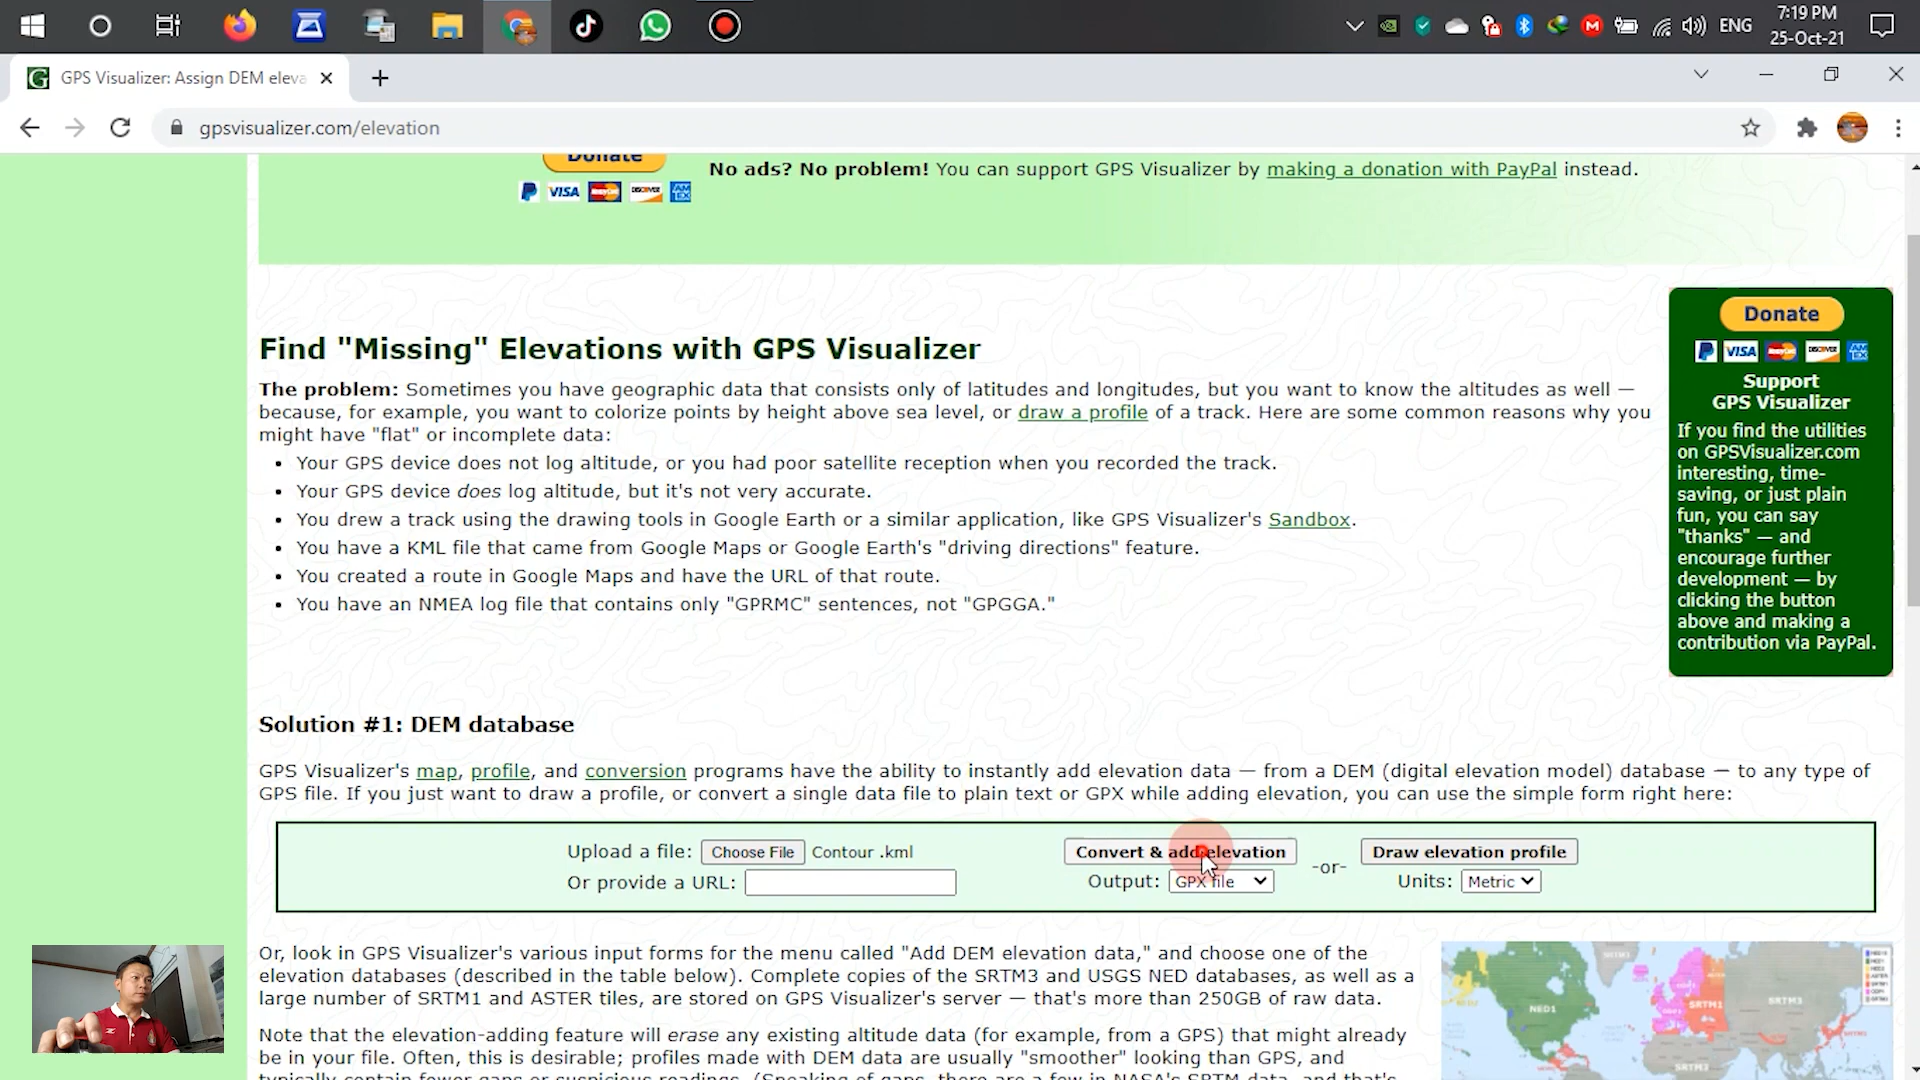 ENG
7:19 PM
25-Oct-21
GPS Visualizer: Assign DEM eleva
gpsvisualizer.com/elevation
Donate
VISA
DISCOVER
No ads? No problem! You can support GPS Visualizer by making a donation with PayPal instead.
Find "Missing" Elevations with GPS Visualizer
The problem: Sometimes you have geographic data that consists only of latitudes and longitudes, but you want to know the altitudes as well —
because, for example, you want to colorize points by height above sea level, or draw a profile of a track. Here are some common reasons why you
might have "flat" or incomplete data:
• Your GPS device does not log altitude, or you had poor satellite reception when you recorded the track.
• Your GPS device does log altitude, but it's not very accurate.
• You drew a track using the drawing tools in Google Earth or a similar application, like GPS Visualizer's Sandbox.
• You have a KML file that came from Google Maps or Google Earth's "driving directions" feature.
• You created a route in Google Maps and have the URL of that route.
• You have an NMEA log file that contains only "GPRMC" sentences, not "GPGGA."
Donate
VISA
DISCOVER
Support
GPS Visualizer
If you find the utilities
on GPSVisualizer.com
interesting, time-
saving, or just plain
fun, you can say
"thanks" — and
encourage further
development — by
clicking the button
above and making a
contribution via PayPal.
Solution #1: DEM database
GPS Visualizer's map, profile, and conversion programs have the ability to instantly add elevation data — from a DEM (digital elevation model) database — to any type of
GPS file. If you just want to draw a profile, or convert a single data file to plain text or GPX while adding elevation, you can use the simple form right here:
Upload a file: Choose File Contour .kml
Or provide a URL:
Convert & add elevation
Output: GPX file
-or-
Draw elevation profile
Units: Metric
Or, look in GPS Visualizer's various input forms for the menu called "Add DEM elevation data," and choose one of the
elevation databases (described in the table below). Complete copies of the SRTM3 and USGS NED databases, as well as a
large number of SRTM1 and ASTER tiles, are stored on GPS Visualizer's server — that's more than 250GB of raw data.
Note that the elevation-adding feature will erase any existing altitude data (for example, from a GPS) that might already
be in your file. Often, this is desirable; profiles made with DEM data are usually "smoother" looking than GPS, and
typically contain fewer gaps or suspicious readings. (Speaking of gaps, there are a few in NASA's SRTM data, and that's
NED1
SRTM1
SRTM3
SRTM3